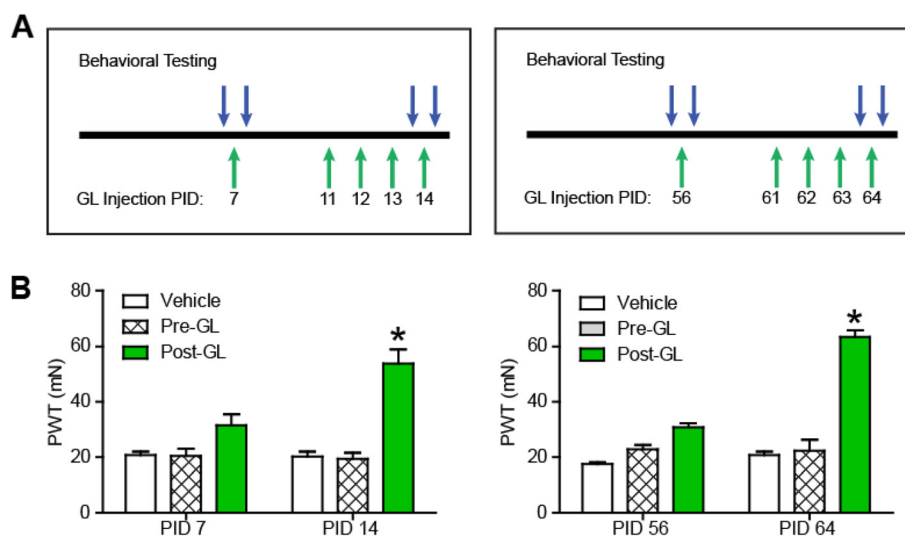 A
Behavioral Testing
GL Injection PID: 7 11 12 13 14
Behavioral Testing
GL Injection PID: 56 61 62 63 64
B
80
60
40
20
0
PWT (mN)
Vehicle
Pre-GL
Post-GL
*
PID 7 PID 14
80
60
40
20
0
PWT (mN)
Vehicle
Pre-GL
Post-GL
*
PID 56 PID 64